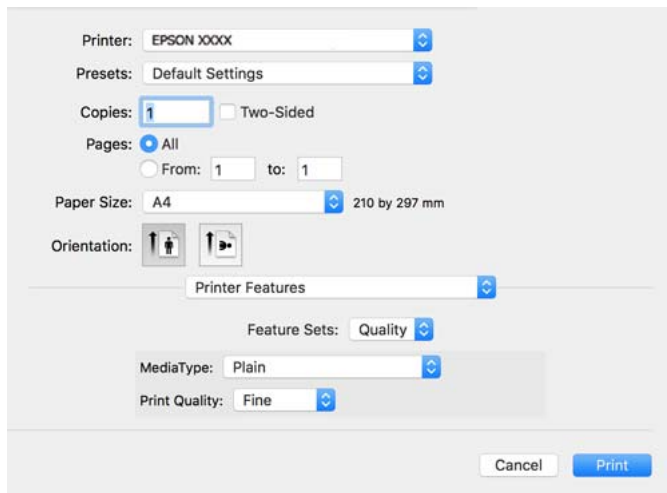 Printer: EPSON XXXX
Presets: Default Settings
Copies: 1 Two-Sided
Pages: All
From: 1 to: 1
Paper Size: A4 210 by 297 mm
Orientation:
Printer Features
Feature Sets: Quality
MediaType: Plain
Print Quality: Fine
Cancel Print